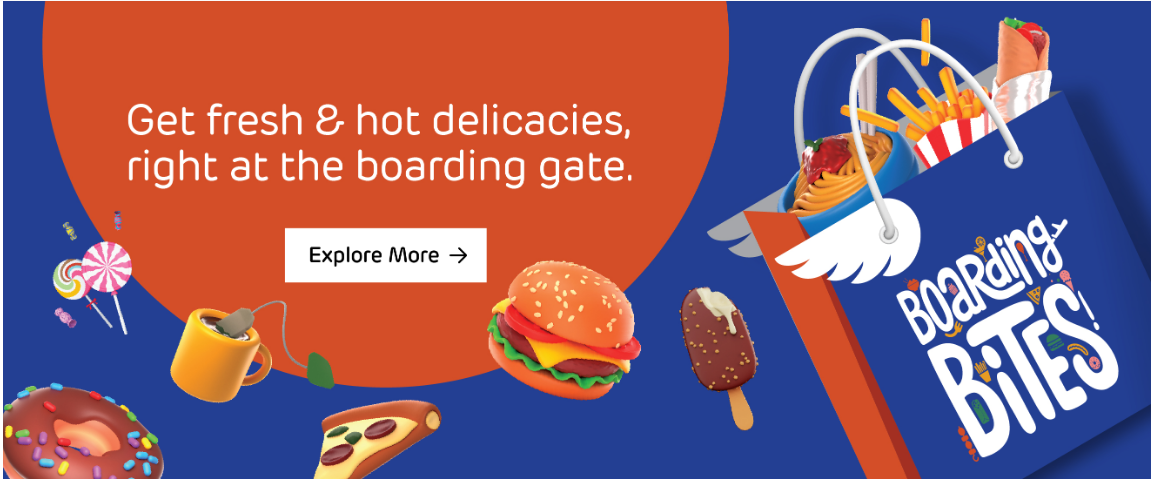 Get fresh & hot delicacies,
right at the boarding gate.
Explore More →
BOARding
BiTES!